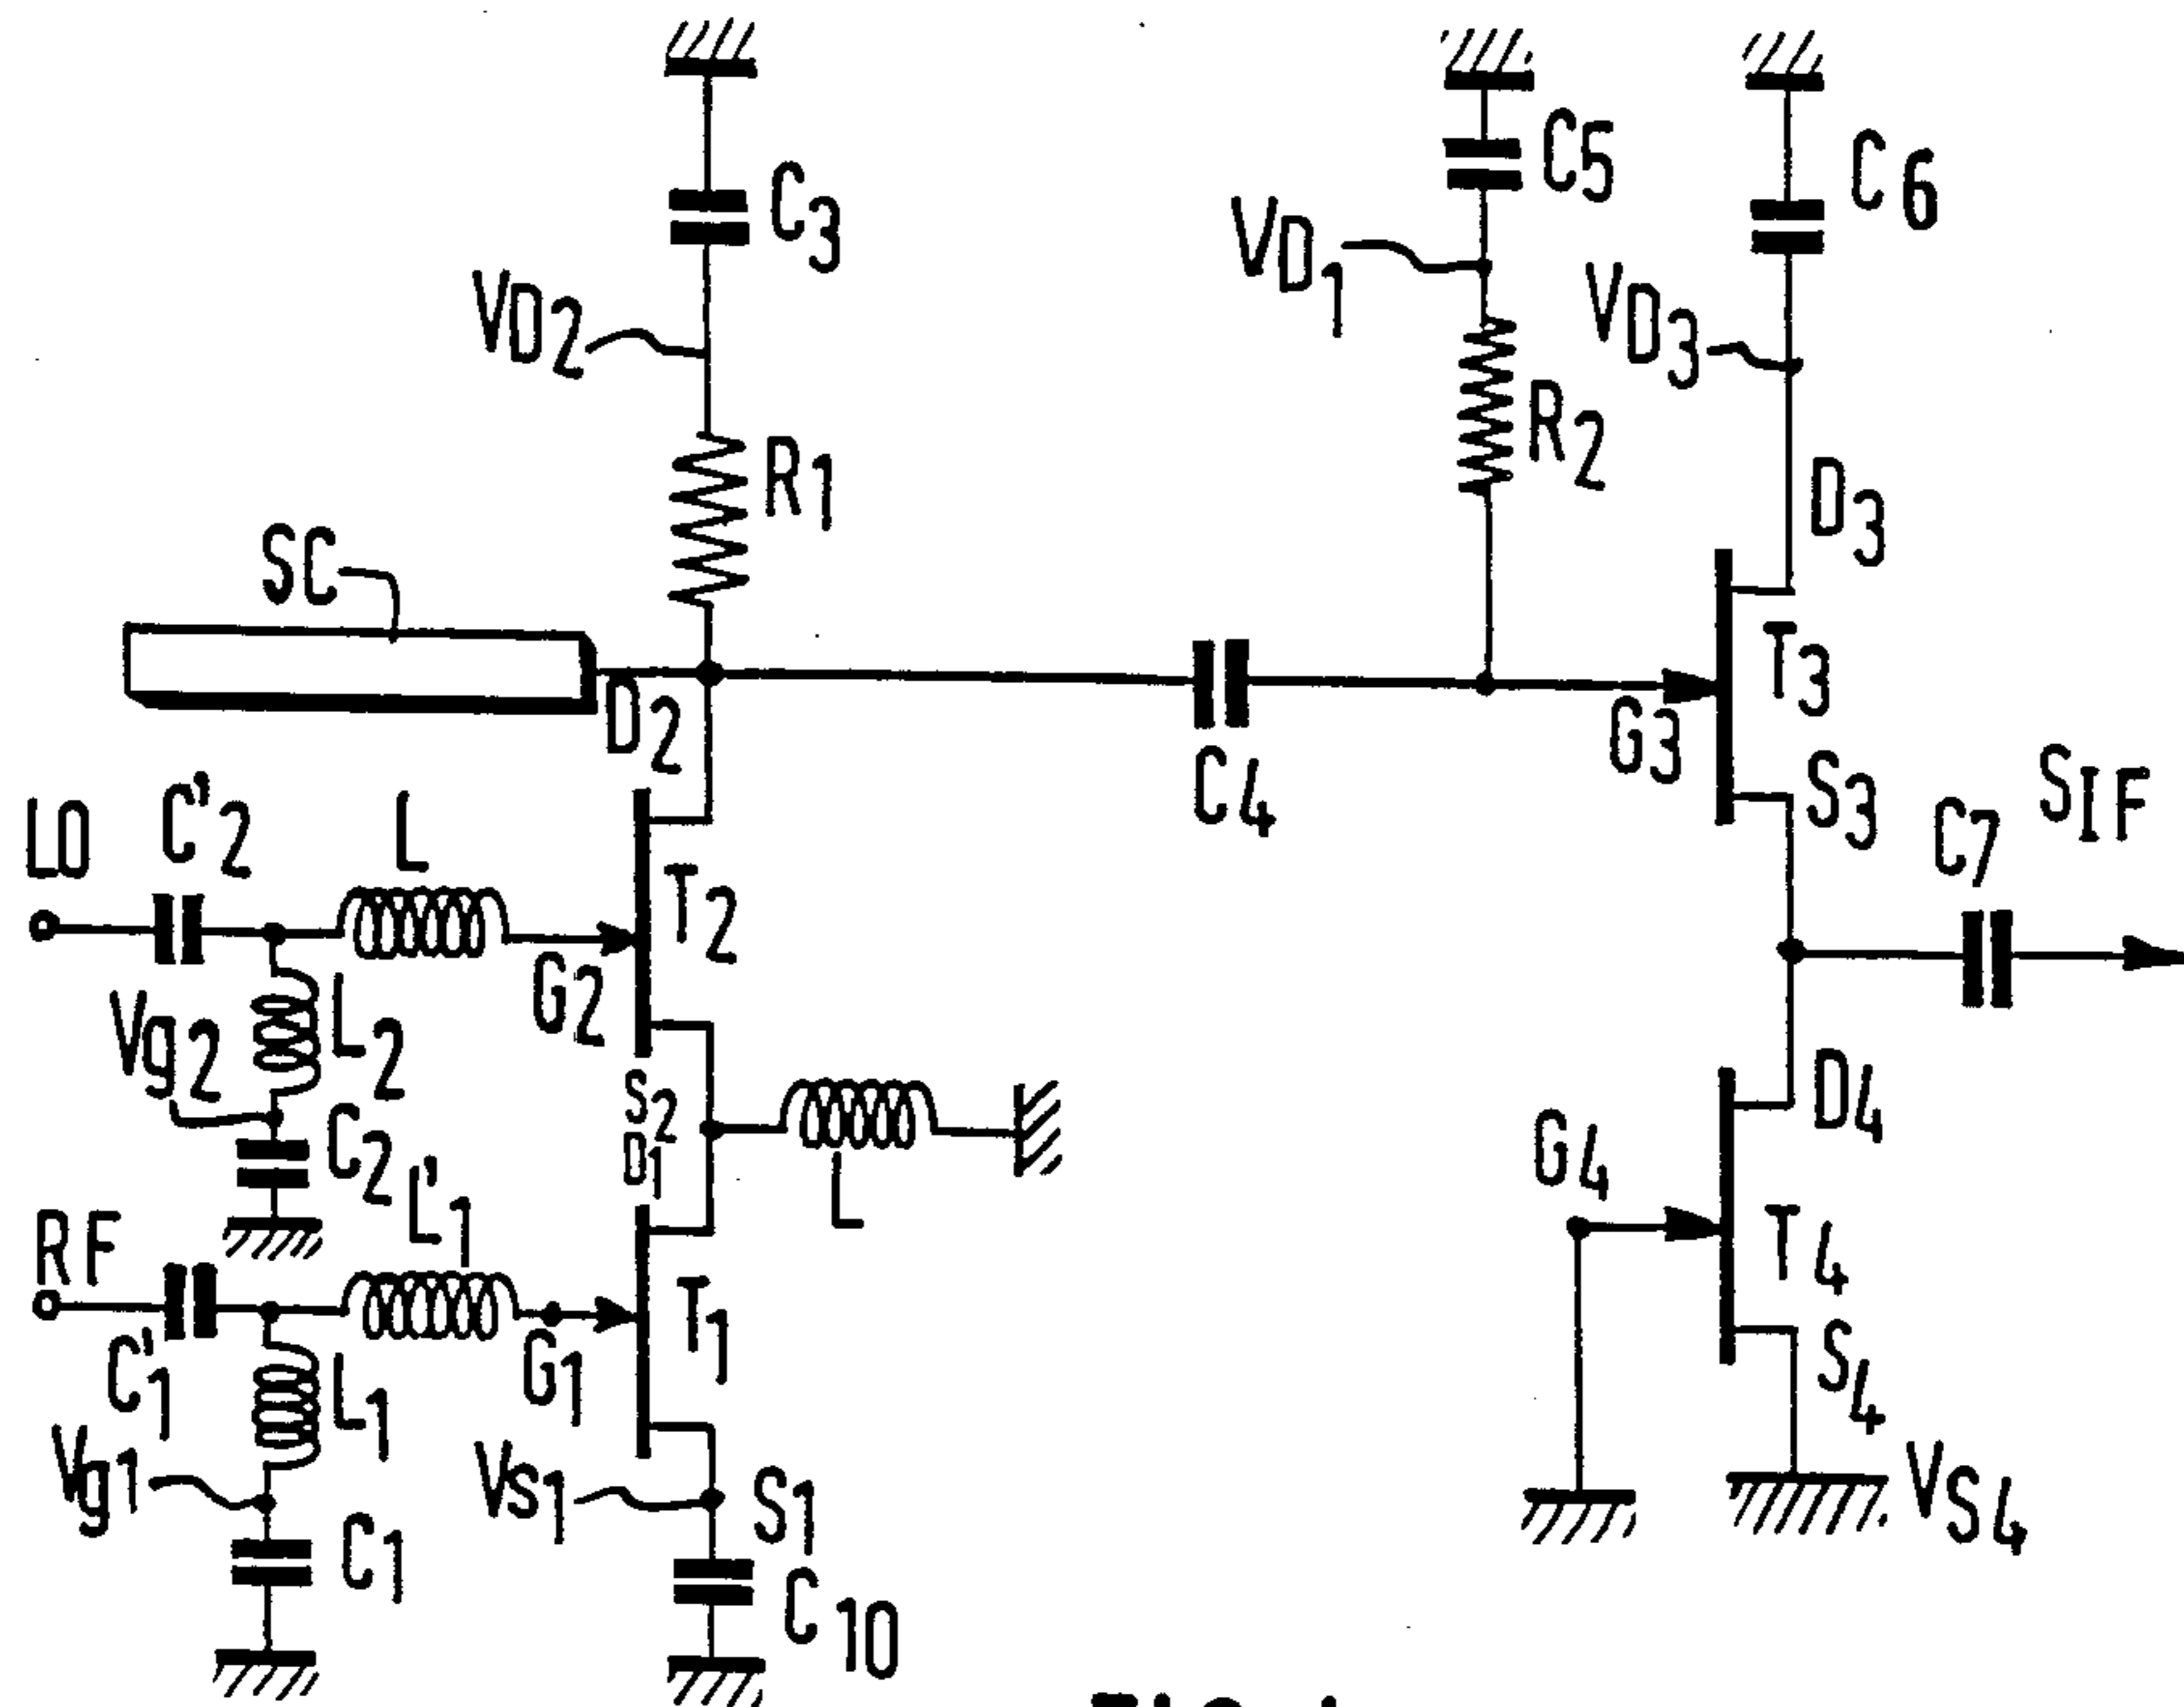 C3
C5
C6
VD2
VD1
VD3
R1
R2
D3
SC
D2
T3
G3
S3
C4
SIF
C7
LO
C'2
L
T2
G2
Vg2
L2
S2
D1
C2
L
D4
G4
T4
S4
VS4
RF
L'1
C'1
G1
T1
L1
Vg1
VS1
S1
C1
C10